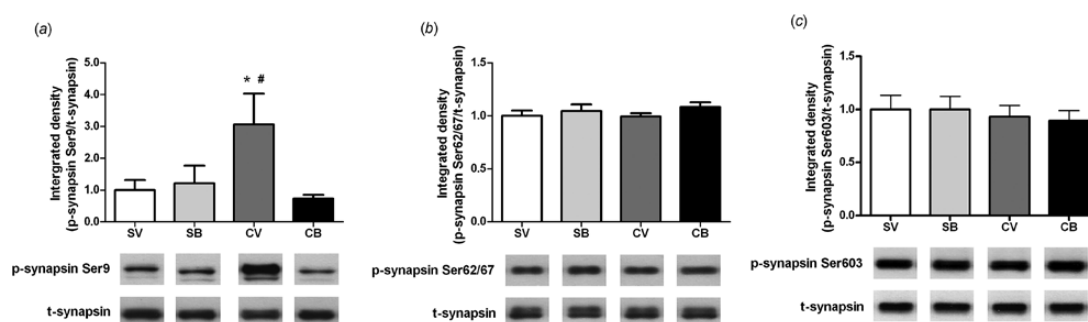 (a)
Intergrated density
(p-synapsin Ser9/t-synapsin)
5.0
4.0
3.0
2.0
1.0
0.0
* #
SV SB CV CB
p-synapsin Ser9
t-synapsin
(b)
Integrated density
(p-synapsin Ser62/67/t-synapsin)
1.5
1.0
0.5
0.0
SV SB CV CB
p-synapsin Ser62/67
t-synapsin
(c)
Integrated density
(p-synapsin Ser603/t-synapsin)
1.5
1.0
0.5
0.0
SV SB CV CB
p-synapsin Ser603
t-synapsin